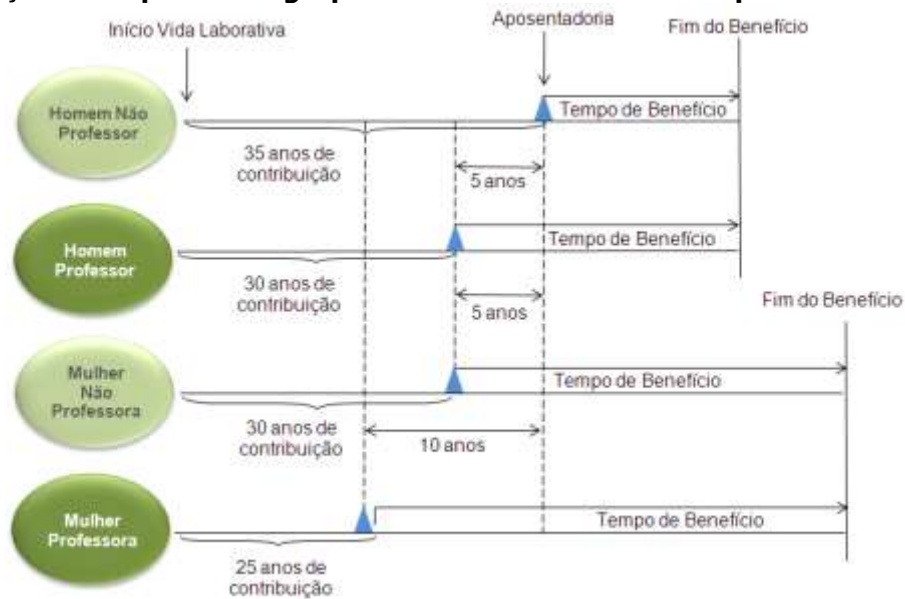 Início Vida Laborativa
Aposentadoria
Fim do Benefício
Homem Não
Professor
Tempo de Benefício
35 anos de
contribuição
5 anos
Homem
Professor
Tempo de Benefício
30 anos de
contribuição
5 anos
Fim do Benefício
Mulher
Não
Professora
Tempo de Benefício
30 anos de
contribuição
10 anos
Mulher
Professora
Tempo de Benefício
25 anos de
contribuição